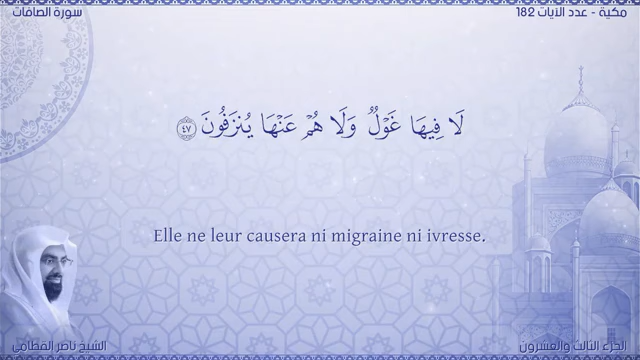 سورة الصافات
مكية - عدد الآيات 182
لَا فِيهَا غَوْلٌ وَلَا هُمْ عَنْهَا يُنزَفُونَ ٤٧
Elle ne leur causera ni migraine ni ivresse.
الشيخ ناصر القطامي
الجزء الثالث والعشرون